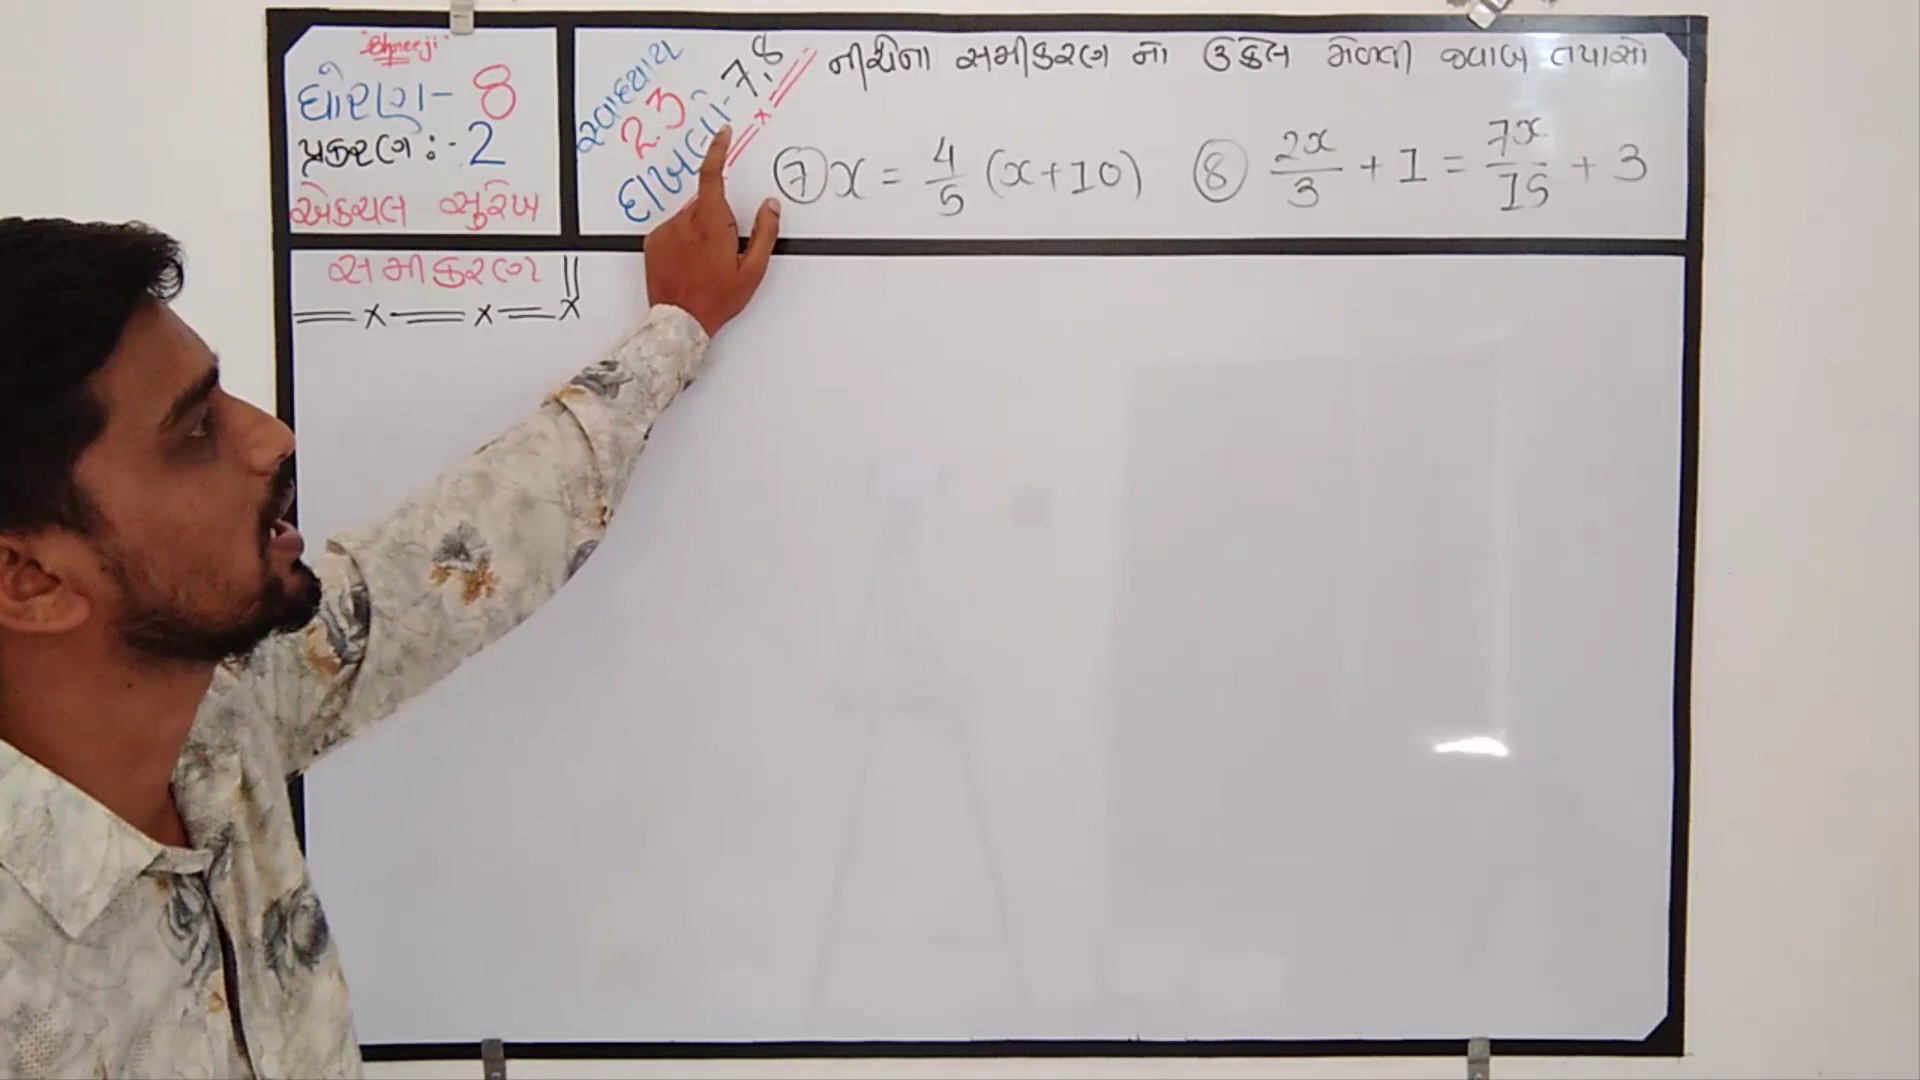 "Shreeji"
ધોરણ- 8
પ્રકરણ:- 2
એકચલ સુરેખ
સમીકરણ ||
સ્વાધ્યાય
2.3
દાખલો- 7,8
નીચેના સમીકરણ નો ઉકેલ મેળવી જવાબ તપાસો
⑦ x = 4/5 (x+10) ⑧ 2x/3 + 1 = 7x/15 + 3